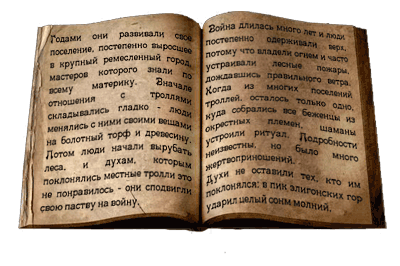 Годами они развивали свое
поселение, постепенно выросшее
в крупный ремесленный город,
мастеров которого знали по
всему материку. Вначале
отношения с троллями
складывались гладко - люди
менялись с ними своими вещами
на болотный торф и древесину.
Потом люди начали вырубать
леса, и духам, которым
поклонялись местные тролли это
не понравилось - они сподвигли
свою паству на войну.
Война длилась много лет и люди
постепенно одерживали верх,
потому что владели огнем и часто
устраивали лесные пожары,
дождавшись правильного ветра.
Когда из многих поселений
троллей, осталось только одно,
куда собрались все беженцы из
окрестных племен, шаманы
устроили ритуал. Подробности
неизвестны, но было много
жертвоприношений.
Духи не оставили тех, кто им
поклонялся: в пик элигонских гор
ударил целый сонм молний.